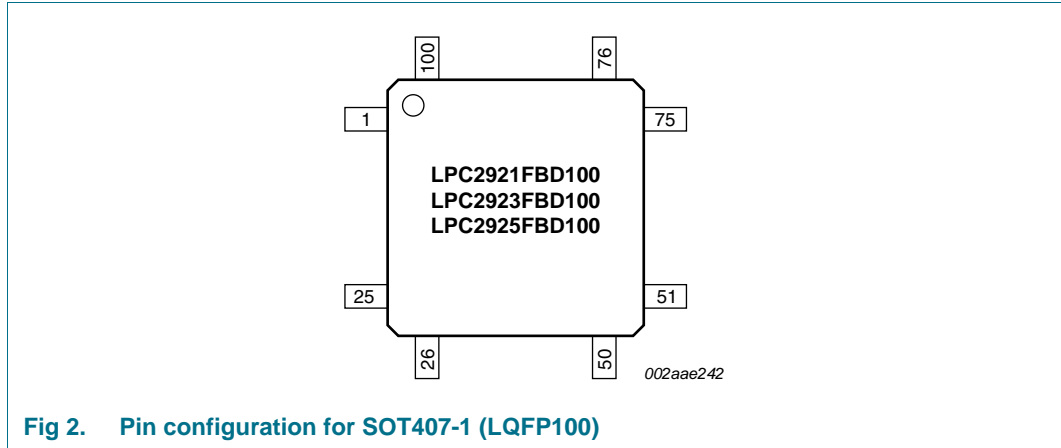 100 76
1 75
LPC2921FBD100
LPC2923FBD100
LPC2925FBD100
25 51
26 50
002aae242
Fig 2. Pin configuration for SOT407-1 (LQFP100)